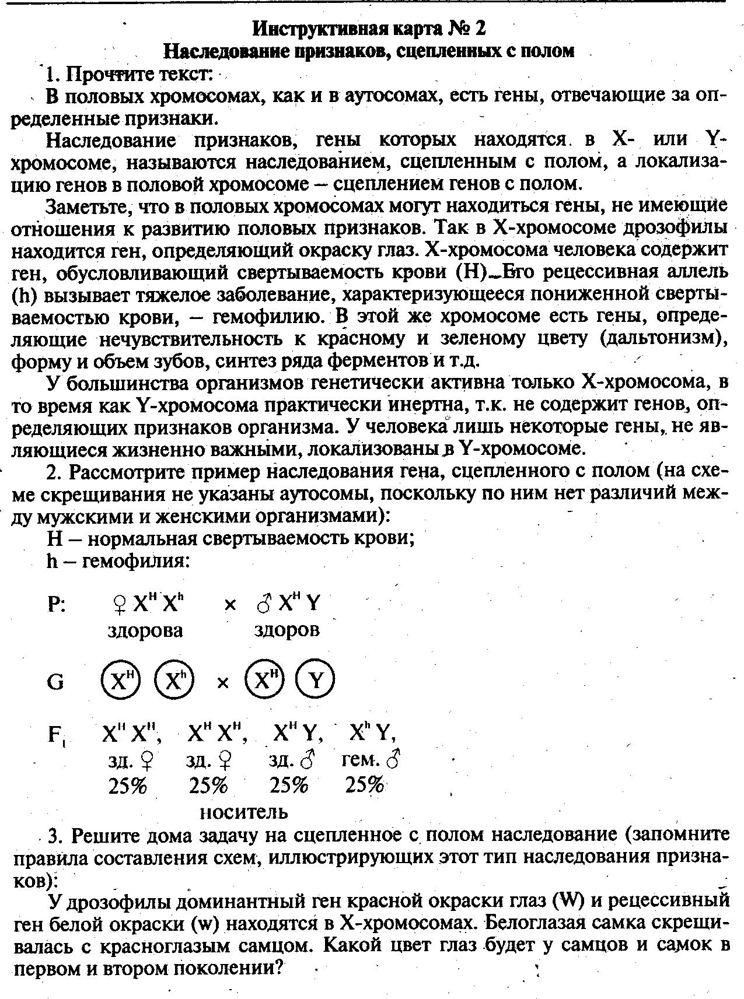 Инструктивная карта № 2
Наследование признаков, сцепленных с полом
1. Прочтите текст:
В половых хромосомах, как и в аутосомах, есть гены, отвечающие за оп-
ределенные признаки.
Наследование признаков, гены которых находятся в X- или Y-
хромосоме, называются наследованием, сцепленным с полом, а локализа-
цию генов в половой хромосоме – сцеплением генов с полом.
Заметьте, что в половых хромосомах могут находиться гены, не имеющие
отношения к развитию половых признаков. Так в X-хромосоме дрозофилы
находится ген, определяющий окраску глаз. X-хромосома человека содержит
ген, обусловливающий свертываемость крови (H). Его рецессивная аллель
(h) вызывает тяжелое заболевание, характеризующееся пониженной сверты-
ваемостью крови, – гемофилию. В этой же хромосоме есть гены, опреде-
ляющие нечувствительность к красному и зеленому цвету (дальтонизм),
форму и объем зубов, синтез ряда ферментов и т.д.
У большинства организмов генетически активна только X-хромосома, в
то время как Y-хромосома практически инертна, т.к. не содержит генов, оп-
ределяющих признаков организма. У человека лишь некоторые гены, не яв-
ляющиеся жизненно важными, локализованы в Y-хромосоме.
2. Рассмотрите пример наследования гена, сцепленного с полом (на схе-
ме скрещивания не указаны аутосомы, поскольку по ним нет различий меж-
ду мужскими и женскими организмами):
H – нормальная свертываемость крови;
h – гемофилия:
P: ♀ Xᴴ Xʰ × ♂ Xᴴ Y
здорова здоров
G Xᴴ Xʰ × Xᴴ Y
F₁ Xᴴ Xᴴ, Xᴴ Xᴴ, Xᴴ Y, Xʰ Y,
зд. ♀ зд. ♀ зд. ♂ гем. ♂
25% 25% 25% 25%
носитель
3. Решите дома задачу на сцепленное с полом наследование (запомните
правила составления схем, иллюстрирующих этот тип наследования призна-
ков):
У дрозофилы доминантный ген красной окраски глаз (W) и рецессивный
ген белой окраски (w) находятся в X-хромосомах. Белоглазая самка скрещи-
валась с красноглазым самцом. Какой цвет глаз будет у самцов и самок в
первом и втором поколении?